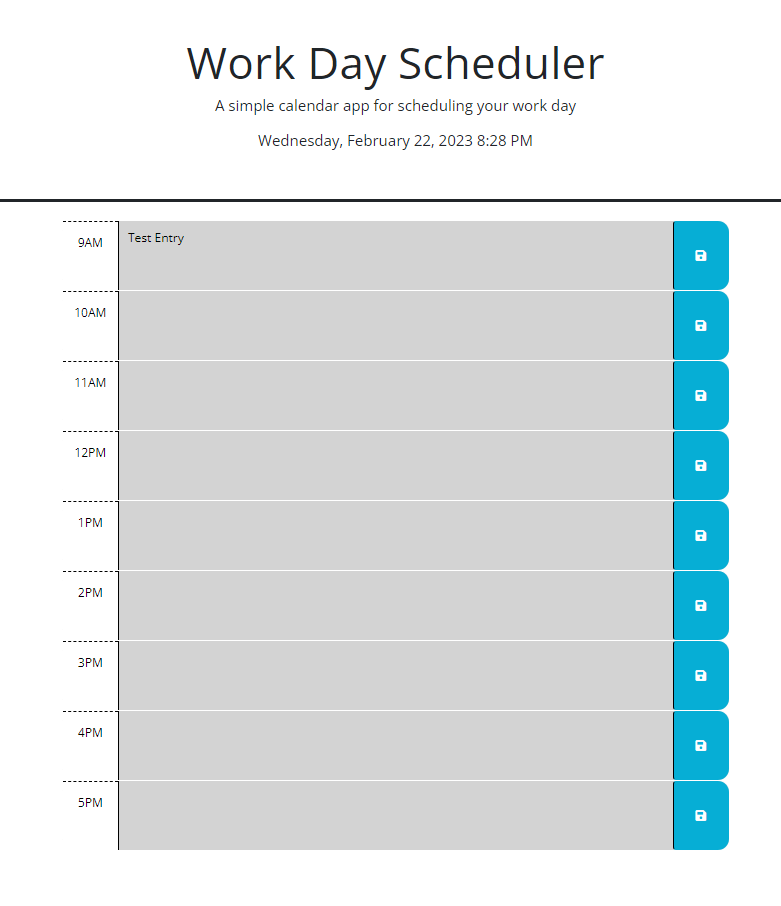 Work Day Scheduler
A simple calendar app for scheduling your work day
Wednesday, February 22, 2023 8:28 PM
9AM
Test Entry
10AM
11AM
12PM
1PM
2PM
3PM
4PM
5PM